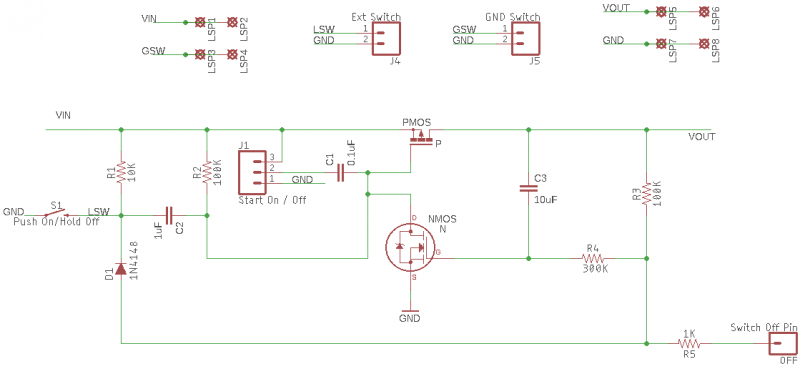 VIN
LSP1
LSP2
GSW
LSP3
LSP4
Ext Switch
LSW
1
GND
2
J4
GND Switch
GSW
1
GND
2
J5
VOUT
LSP5
LSP6
GND
LSP7
LSP8
VIN
PMOS
P
VOUT
R1
10K
R2
100K
J1
3
2
1
GND
Start On / Off
C1
0.1uF
C3
10uF
R3
100K
GND
S1
Push On/Hold Off
LSW
1uF
C2
NMOS
N
D
G
S
GND
D1
1N4148
R4
300K
1K
R5
Switch Off Pin
OFF